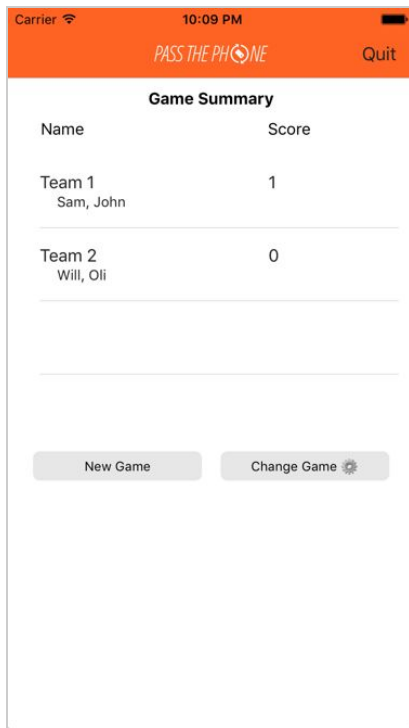 Carrier 10:09 PM
PASS THE PHONE Quit
Game Summary
Name Score
Team 1 1
Sam, John
Team 2 0
Will, Oli
New Game Change Game